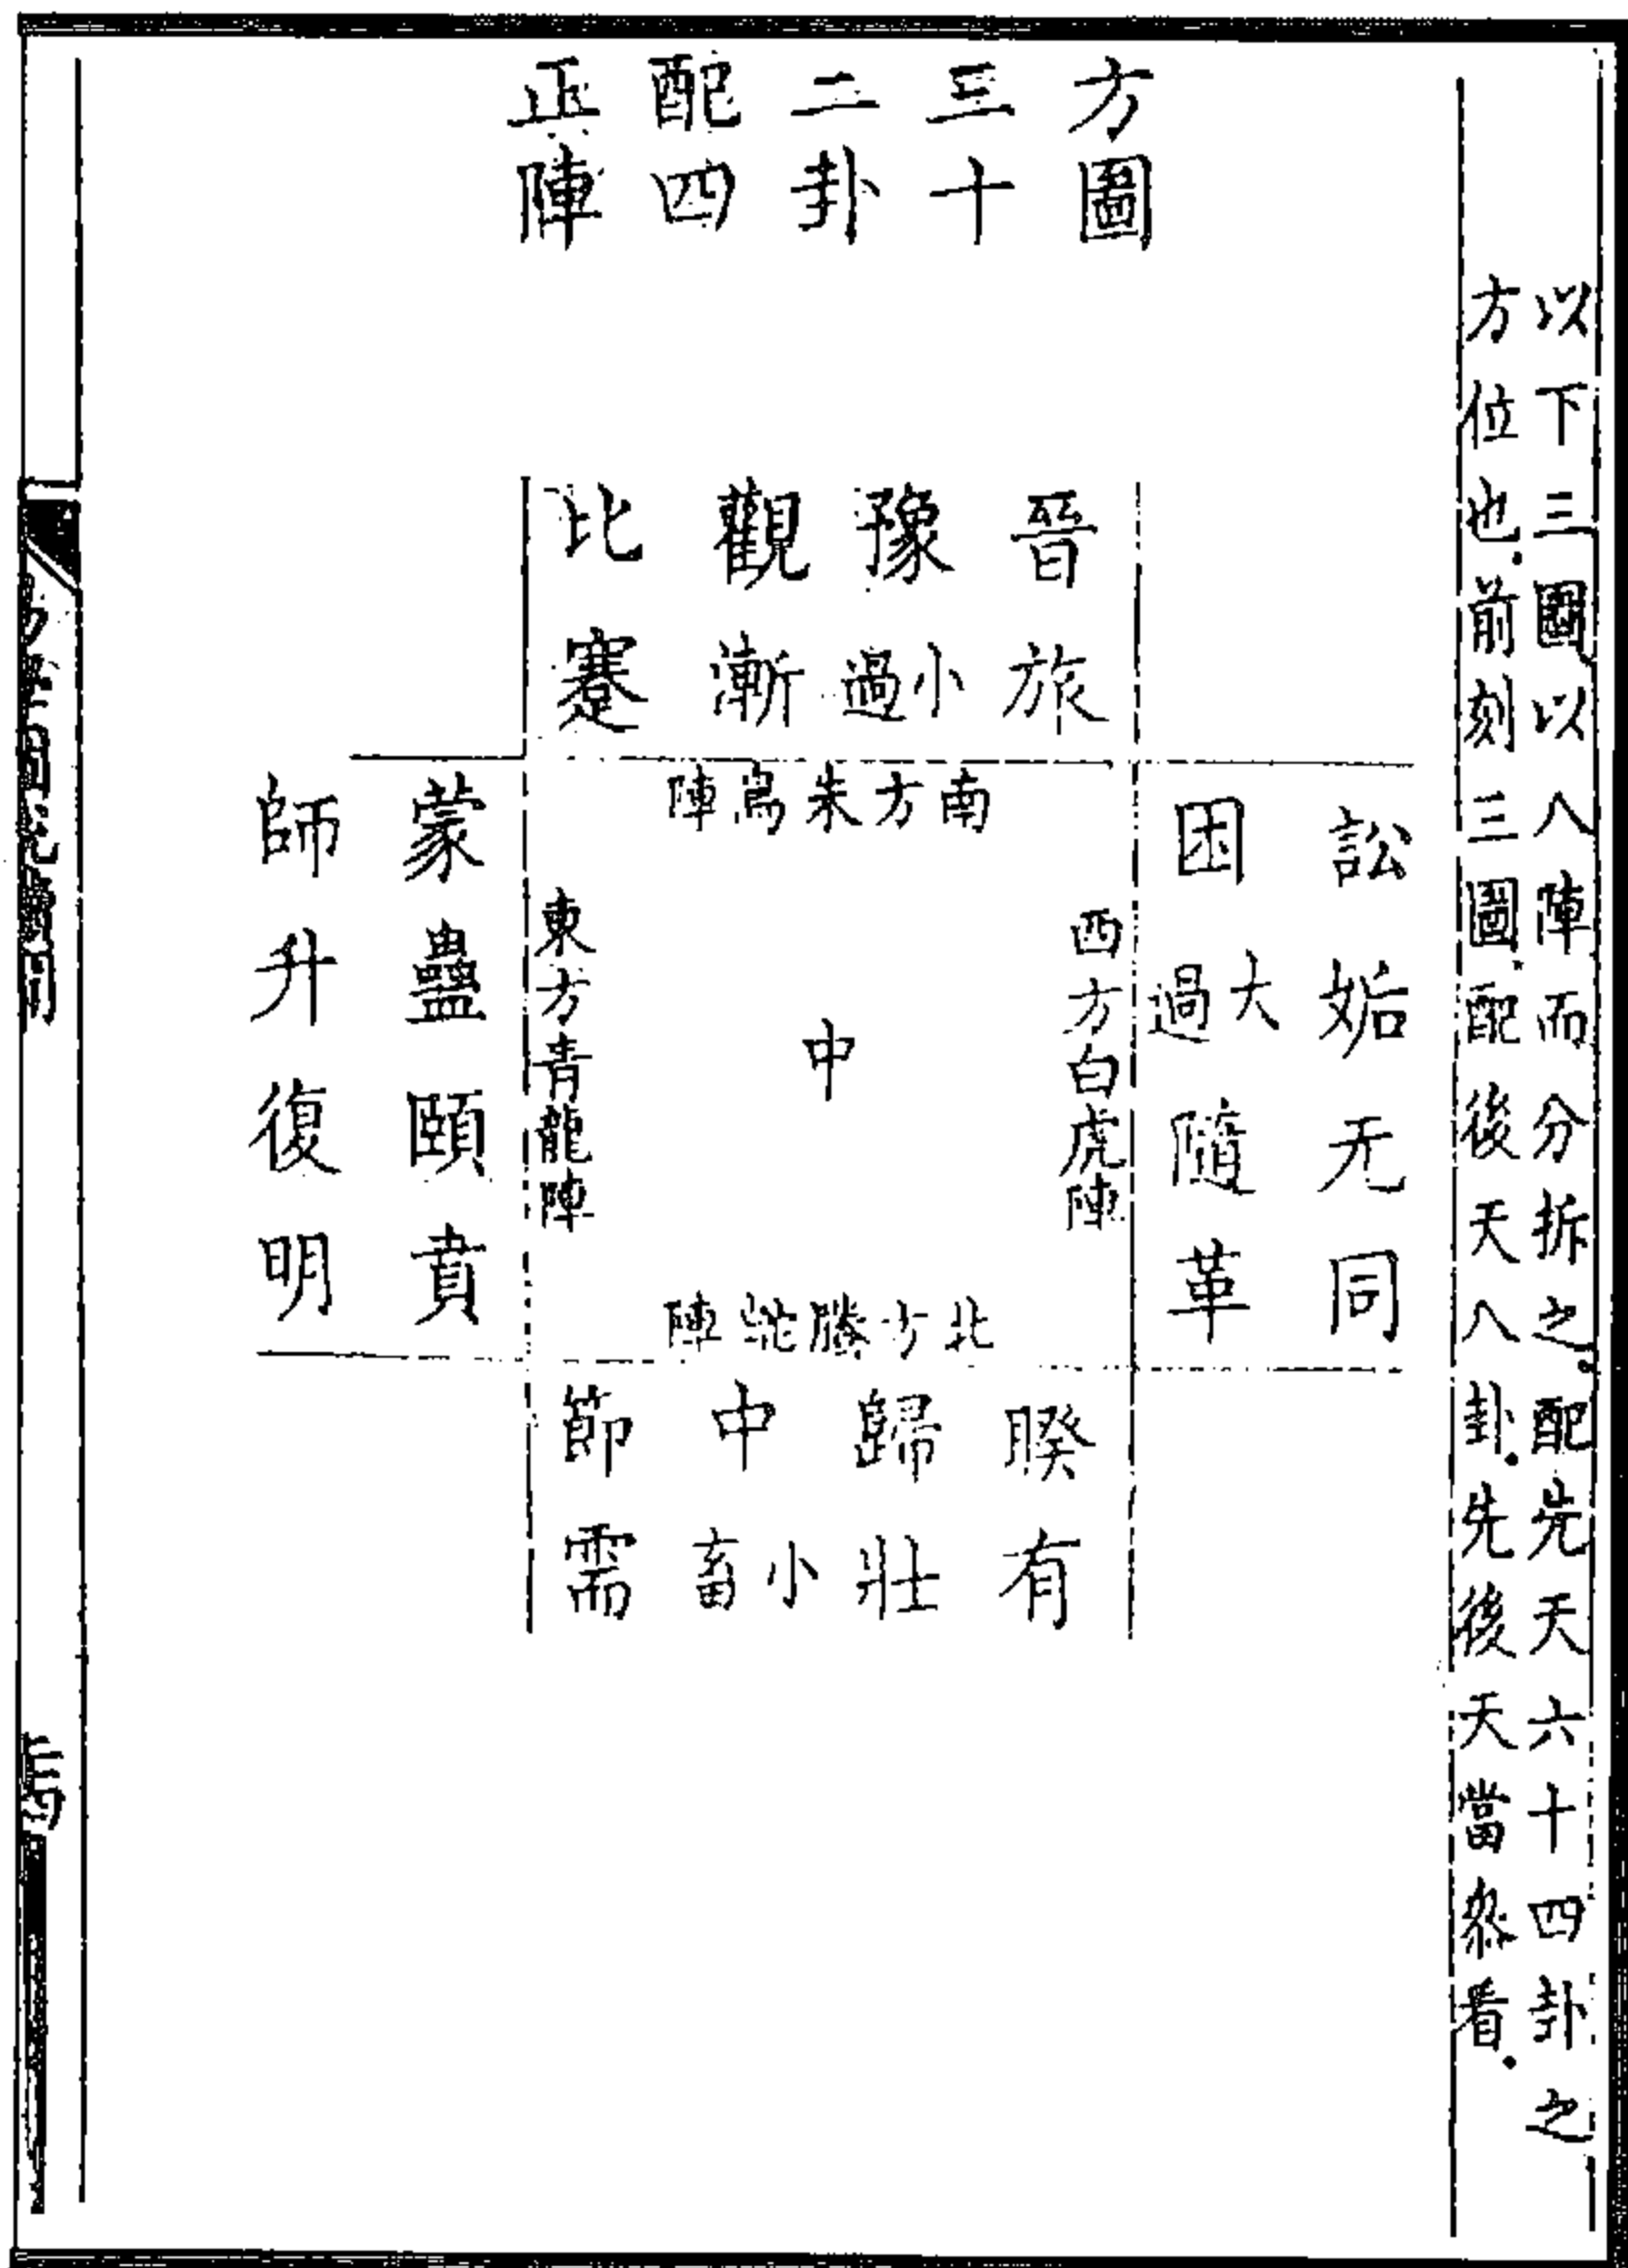 以下三圖以八陣而分拆之。配先天六十四卦之
方位也.前刻三圖.配後天八卦.先後天當叅看.
方圖
三十
二卦
配四
正陣
晉豫觀比
旅小過漸蹇
南方朱鳥陣
訟姤无同
困大過隨革
西方白虎陣
中
東方青龍陣
蒙蠱頤賁
師升復明
北方螣蛇陣
睽歸中節
有壯小畜需